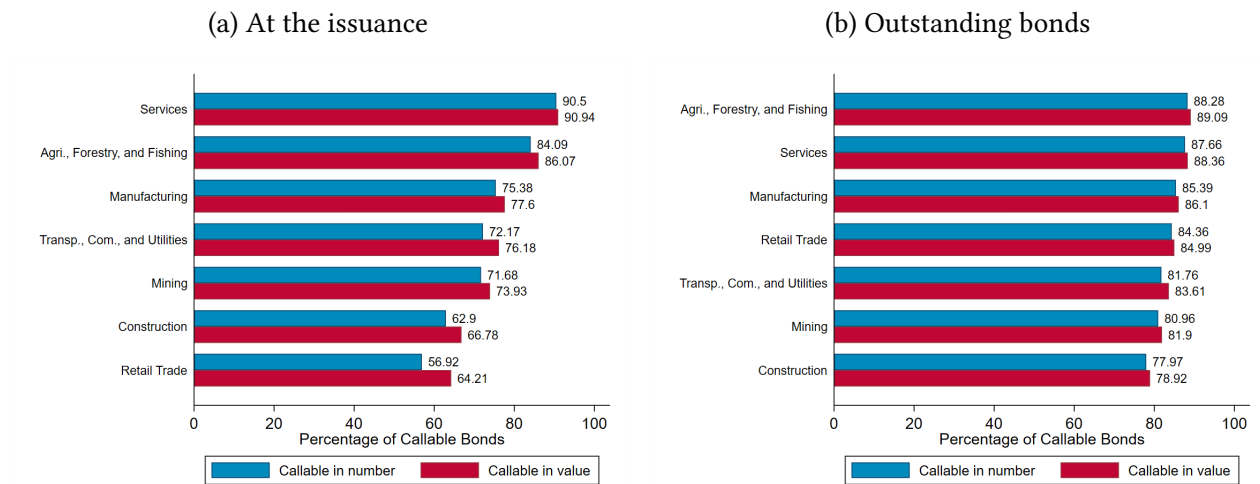 (a) At the issuance
Services
90.5
90.94
Agri., Forestry, and Fishing
84.09
86.07
Manufacturing
75.38
77.6
Transp., Com., and Utilities
72.17
76.18
Mining
71.68
73.93
Construction
62.9
66.78
Retail Trade
56.92
64.21
0 20 40 60 80 100
Percentage of Callable Bonds
Callable in number Callable in value
(b) Outstanding bonds
Agri., Forestry, and Fishing
88.28
89.09
Services
87.66
88.36
Manufacturing
85.39
86.1
Retail Trade
84.36
84.99
Transp., Com., and Utilities
81.76
83.61
Mining
80.96
81.9
Construction
77.97
78.92
0 20 40 60 80 100
Percentage of Callable Bonds
Callable in number Callable in value